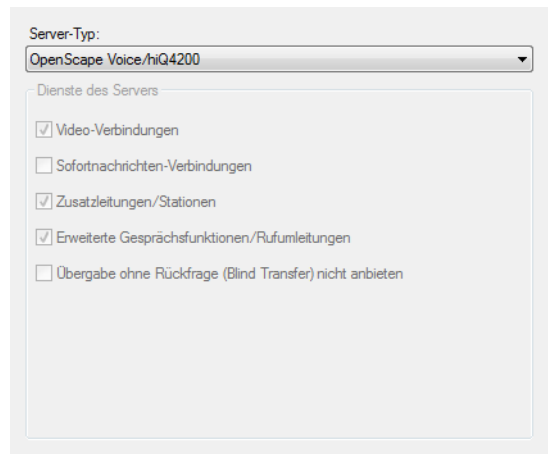 Server-Typ:
OpenScape Voice/hiQ4200
Dienste des Servers
Video-Verbindungen
Sofortnachrichten-Verbindungen
Zusatzleitungen/Stationen
Erweiterte Gesprächsfunktionen/Rufumleitungen
Übergabe ohne Rückfrage (Blind Transfer) nicht anbieten